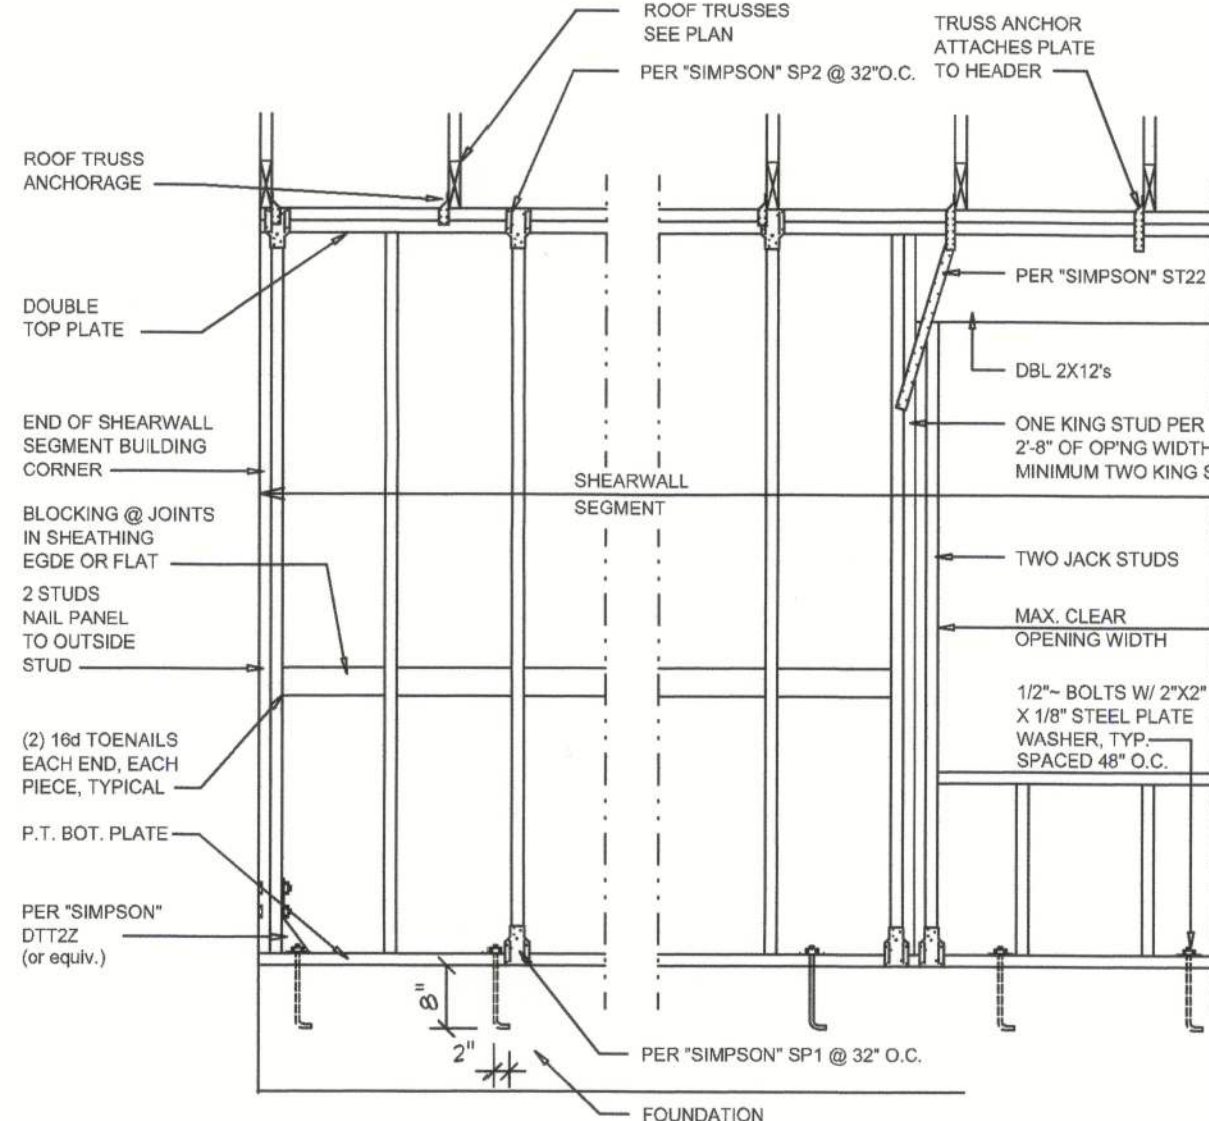 ROOF TRUSSES
SEE PLAN
TRUSS ANCHOR
ATTACHES PLATE
TO HEADER
PER "SIMPSON" SP2 @ 32"O.C.
ROOF TRUSS
ANCHORAGE
PER "SIMPSON" ST22
DOUBLE
TOP PLATE
DBL 2X12's
END OF SHEARWALL
SEGMENT BUILDING
CORNER
ONE KING STUD PER
2'-8" OF OP'NG WIDTH
MINIMUM TWO KING S
SHEARWALL
SEGMENT
BLOCKING @ JOINTS
IN SHEATHING
EGDE OR FLAT
TWO JACK STUDS
2 STUDS
NAIL PANEL
TO OUTSIDE
STUD
MAX. CLEAR
OPENING WIDTH
1/2"~ BOLTS W/ 2"X2"
X 1/8" STEEL PLATE
WASHER, TYP.
SPACED 48" O.C.
(2) 16d TOENAILS
EACH END, EACH
PIECE, TYPICAL
P.T. BOT. PLATE
PER "SIMPSON"
DTT2Z
(or equiv.)
8"
2"
PER "SIMPSON" SP1 @ 32" O.C.
FOUNDATION